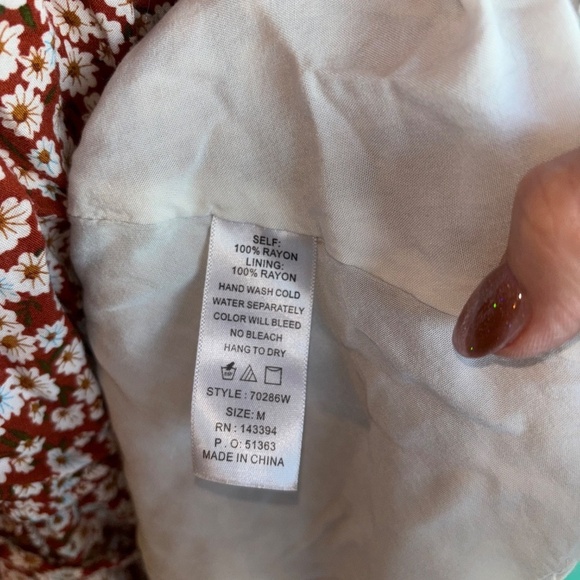 SELF:
100% RAYON
LINING:
100% RAYON
HAND WASH COLD
WATER SEPARATELY
COLOR WILL BLEED
NO BLEACH
HANG TO DRY
STYLE : 70286W
SIZE: M
RN : 143394
P . O: 51363
MADE IN CHINA